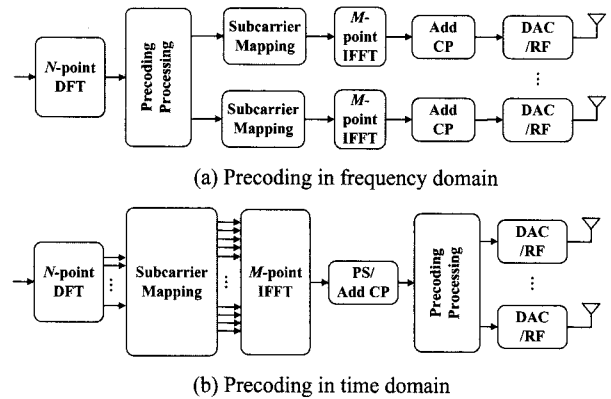 N-point
DFT
Precoding
Processing
Subcarrier
Mapping
M-
point
IFFT
Add
CP
DAC
/RF
Subcarrier
Mapping
M-
point
IFFT
Add
CP
DAC
/RF
(a) Precoding in frequency domain
N-point
DFT
Subcarrier
Mapping
M-point
IFFT
PS/
Add CP
Precoding
Processing
DAC
/RF
DAC
/RF
(b) Precoding in time domain